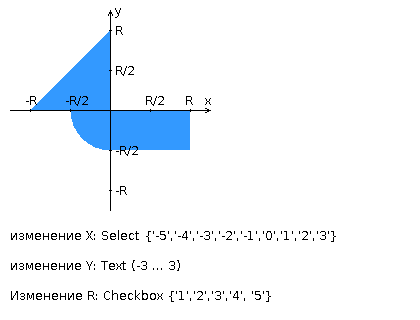 y
R
R/2
-R -R/2 R/2 R x
-R/2
-R
изменение X: Select {'-5','-4','-3','-2','-1','0','1','2','3'}
изменение Y: Text (-3 ... 3)
Изменение R: Checkbox {'1','2','3','4', '5'}